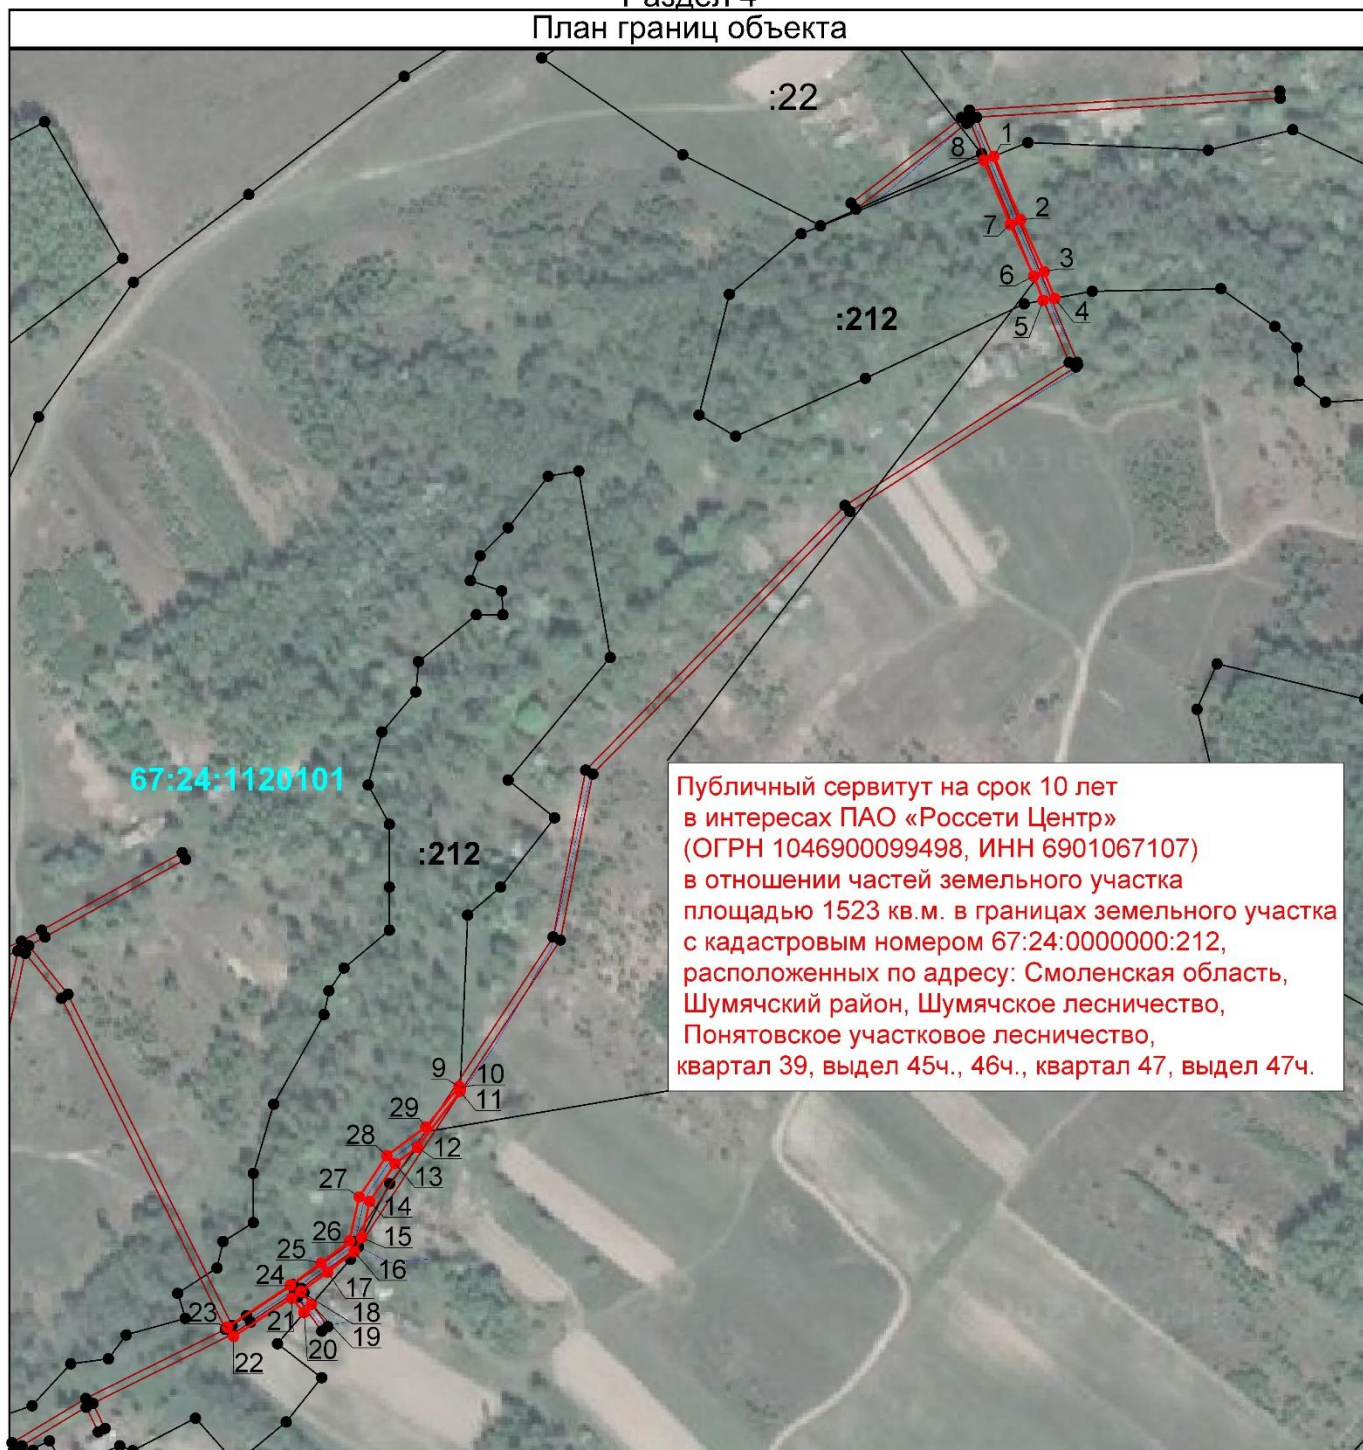 Раздел 4
План границ объекта
:22
1
8
2
7
3
6
4
5
:212
67:24:1120101
:212
Публичный сервитут на срок 10 лет
в интересах ПАО «Россети Центр»
(ОГРН 1046900099498, ИНН 6901067107)
в отношении частей земельного участка
площадью 1523 кв.м. в границах земельного участка
с кадастровым номером 67:24:0000000:212,
расположенных по адресу: Смоленская область,
Шумячский район, Шумячское лесничество,
Понятовское участковое лесничество,
квартал 39, выдел 45ч., 46ч., квартал 47, выдел 47ч.
9
10
11
29
12
28
13
27
14
26
15
25
16
24
17
23
21
18
19
20
22